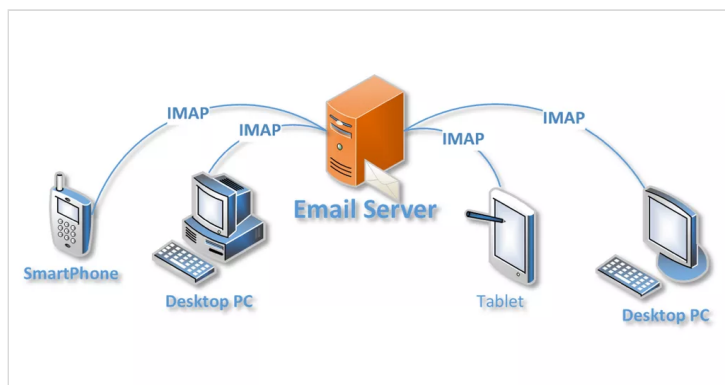 IMAP
IMAP
IMAP
IMAP
Email Server
SmartPhone
Desktop PC
Tablet
Desktop PC